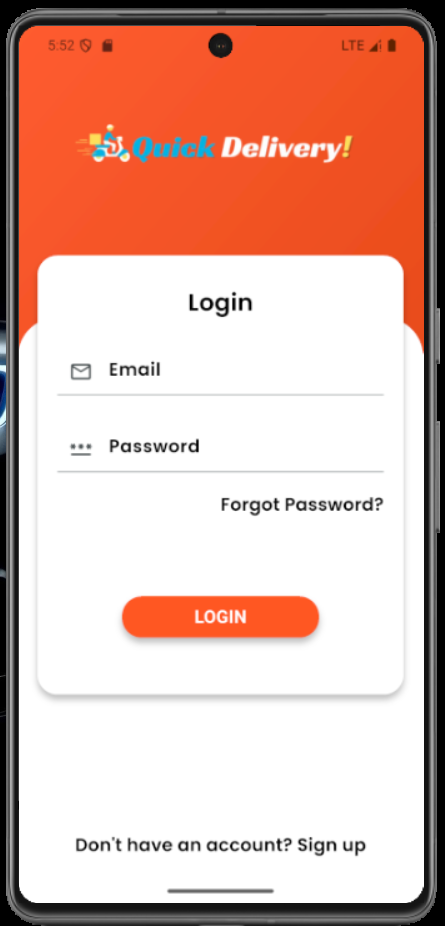 5:52 LTE
Quick Delivery!
Login
Email
Password
Forgot Password?
LOGIN
Don't have an account? Sign up